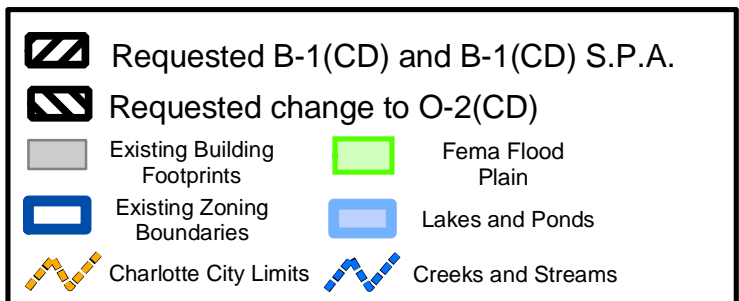 Requested B-1(CD) and B-1(CD) S.P.A.
Requested change to O-2(CD)
Existing Building
Footprints
Fema Flood
Plain
Existing Zoning
Boundaries
Lakes and Ponds
Charlotte City Limits
Creeks and Streams